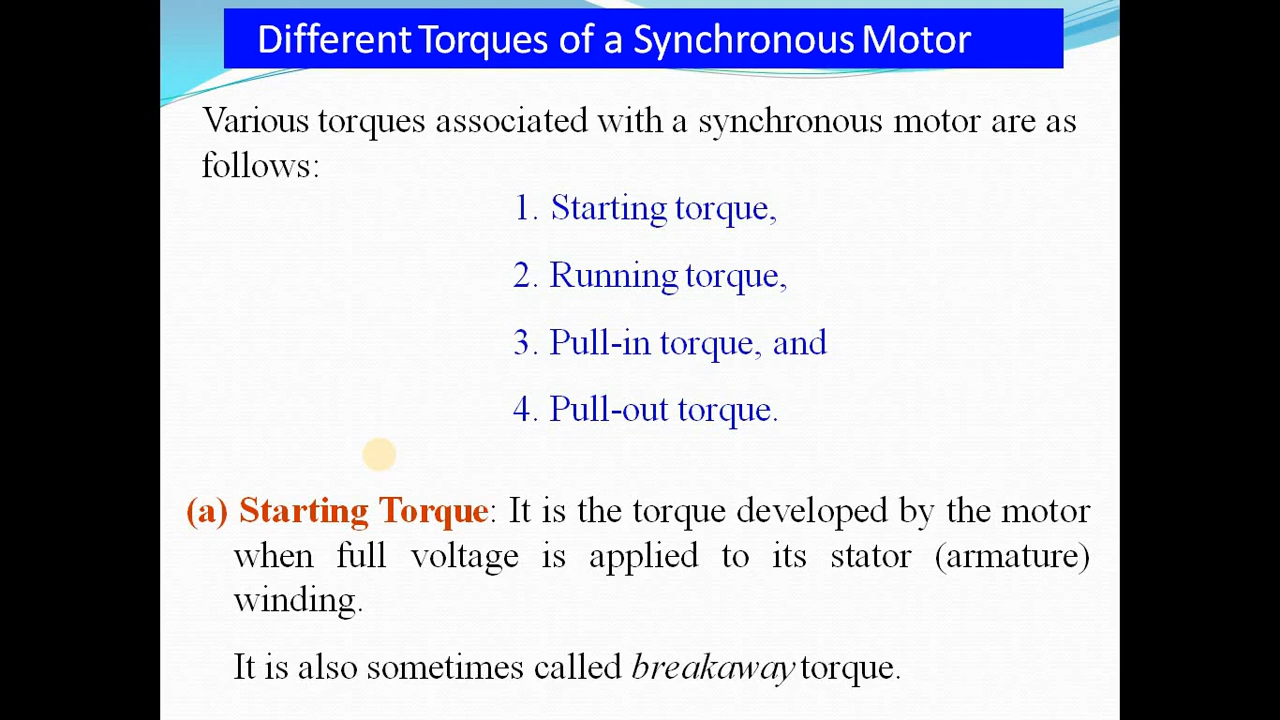 Different Torques of a Synchronous Motor
Various torques associated with a synchronous motor are as
follows:
1. Starting torque,
2. Running torque,
3. Pull-in torque, and
4. Pull-out torque.
(a) Starting Torque: It is the torque developed by the motor
when full voltage is applied to its stator (armature)
winding.
It is also sometimes called breakaway torque.